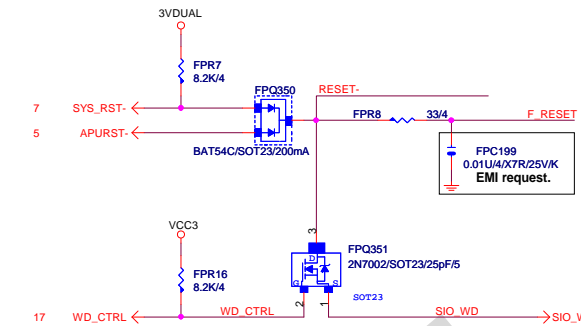 3VDUAL
FPR7
8.2K/4
FPQ350
RESET-
7 SYS_RST-
FPR8 33/4 F_RESET
5 APURST-
BAT54C/SOT23/200mA
FPC199
0.01U/4/X7R/25V/K
EMI request.
VCC3
3
FPQ351
2N7002/SOT23/25pF/5
D
G S
FPR16
8.2K/4
SOT23
2 1
17 WD_CTRL WD_CTRL SIO_WD